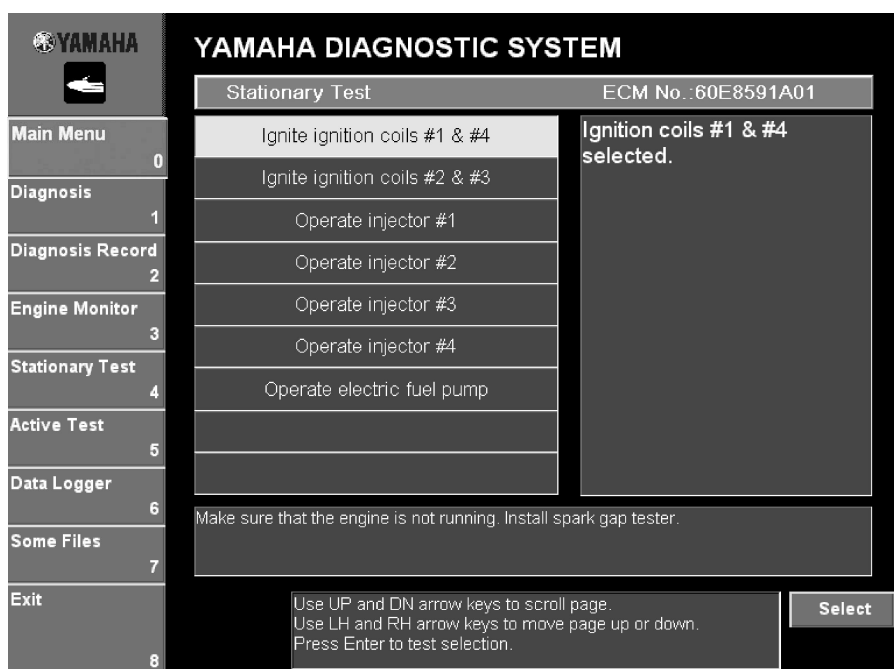 YAMAHA
YAMAHA DIAGNOSTIC SYSTEM
Stationary Test
ECM No.:60E8591A01
Main Menu
0
Diagnosis
1
Diagnosis Record
2
Engine Monitor
3
Stationary Test
4
Active Test
5
Data Logger
6
Some Files
7
Exit
8
Ignite ignition coils #1 & #4
Ignite ignition coils #2 & #3
Operate injector #1
Operate injector #2
Operate injector #3
Operate injector #4
Operate electric fuel pump
Ignition coils #1 & #4
selected.
Make sure that the engine is not running. Install spark gap tester.
Use UP and DN arrow keys to scroll page.
Use LH and RH arrow keys to move page up or down.
Press Enter to test selection.
Select